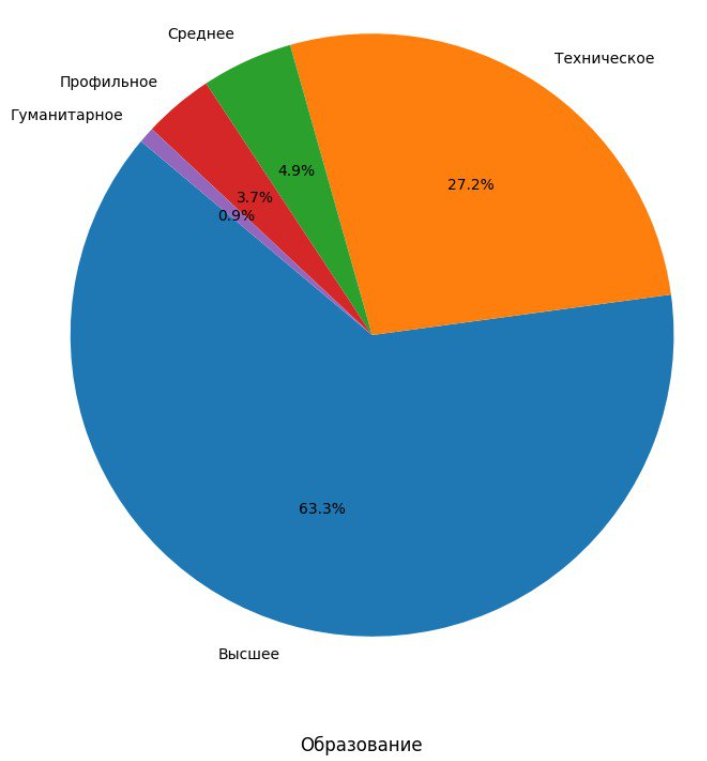 Среднее
Техническое
Профильное
Гуманитарное
4.9%
27.2%
3.7%
0.9%
63.3%
Высшее
Образование